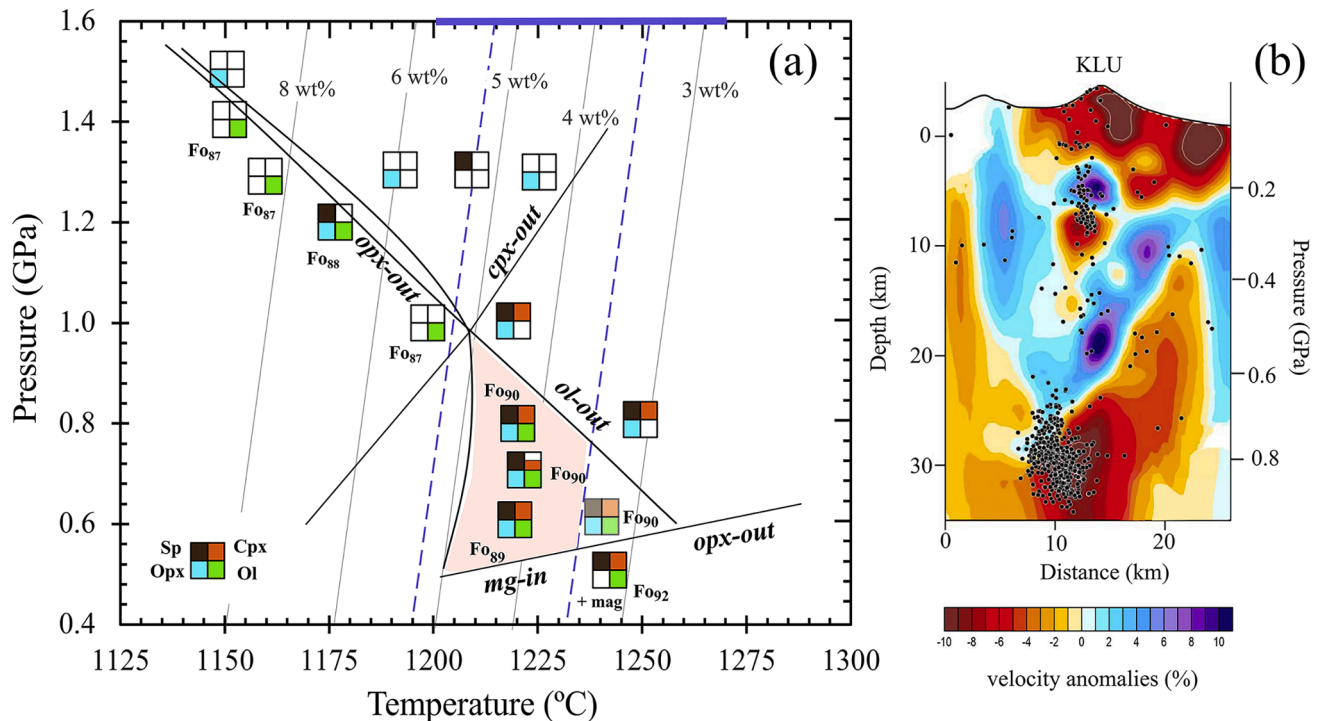 (a)
8 wt%
6 wt%
5 wt%
4 wt%
3 wt%
Fo87
Fo87
Fo88
Fo87
opx-out
cpx-out
ol-out
Fo90
Fo90
Fo89
Fo90
opx-out
mg-in
Fo92
+ mag
Sp Cpx
Opx Ol
1.6
1.4
1.2
1.0
0.8
0.6
0.4
Pressure (GPa)
1125 1150 1175 1200 1225 1250 1275 1300
Temperature (ºC)
(b)
KLU
0
10
20
30
Depth (km)
0.2
0.4
0.6
0.8
Pressure (GPa)
0 10 20
Distance (km)
-10 -8 -6 -4 -2 0 2 4 6 8 10
velocity anomalies (%)